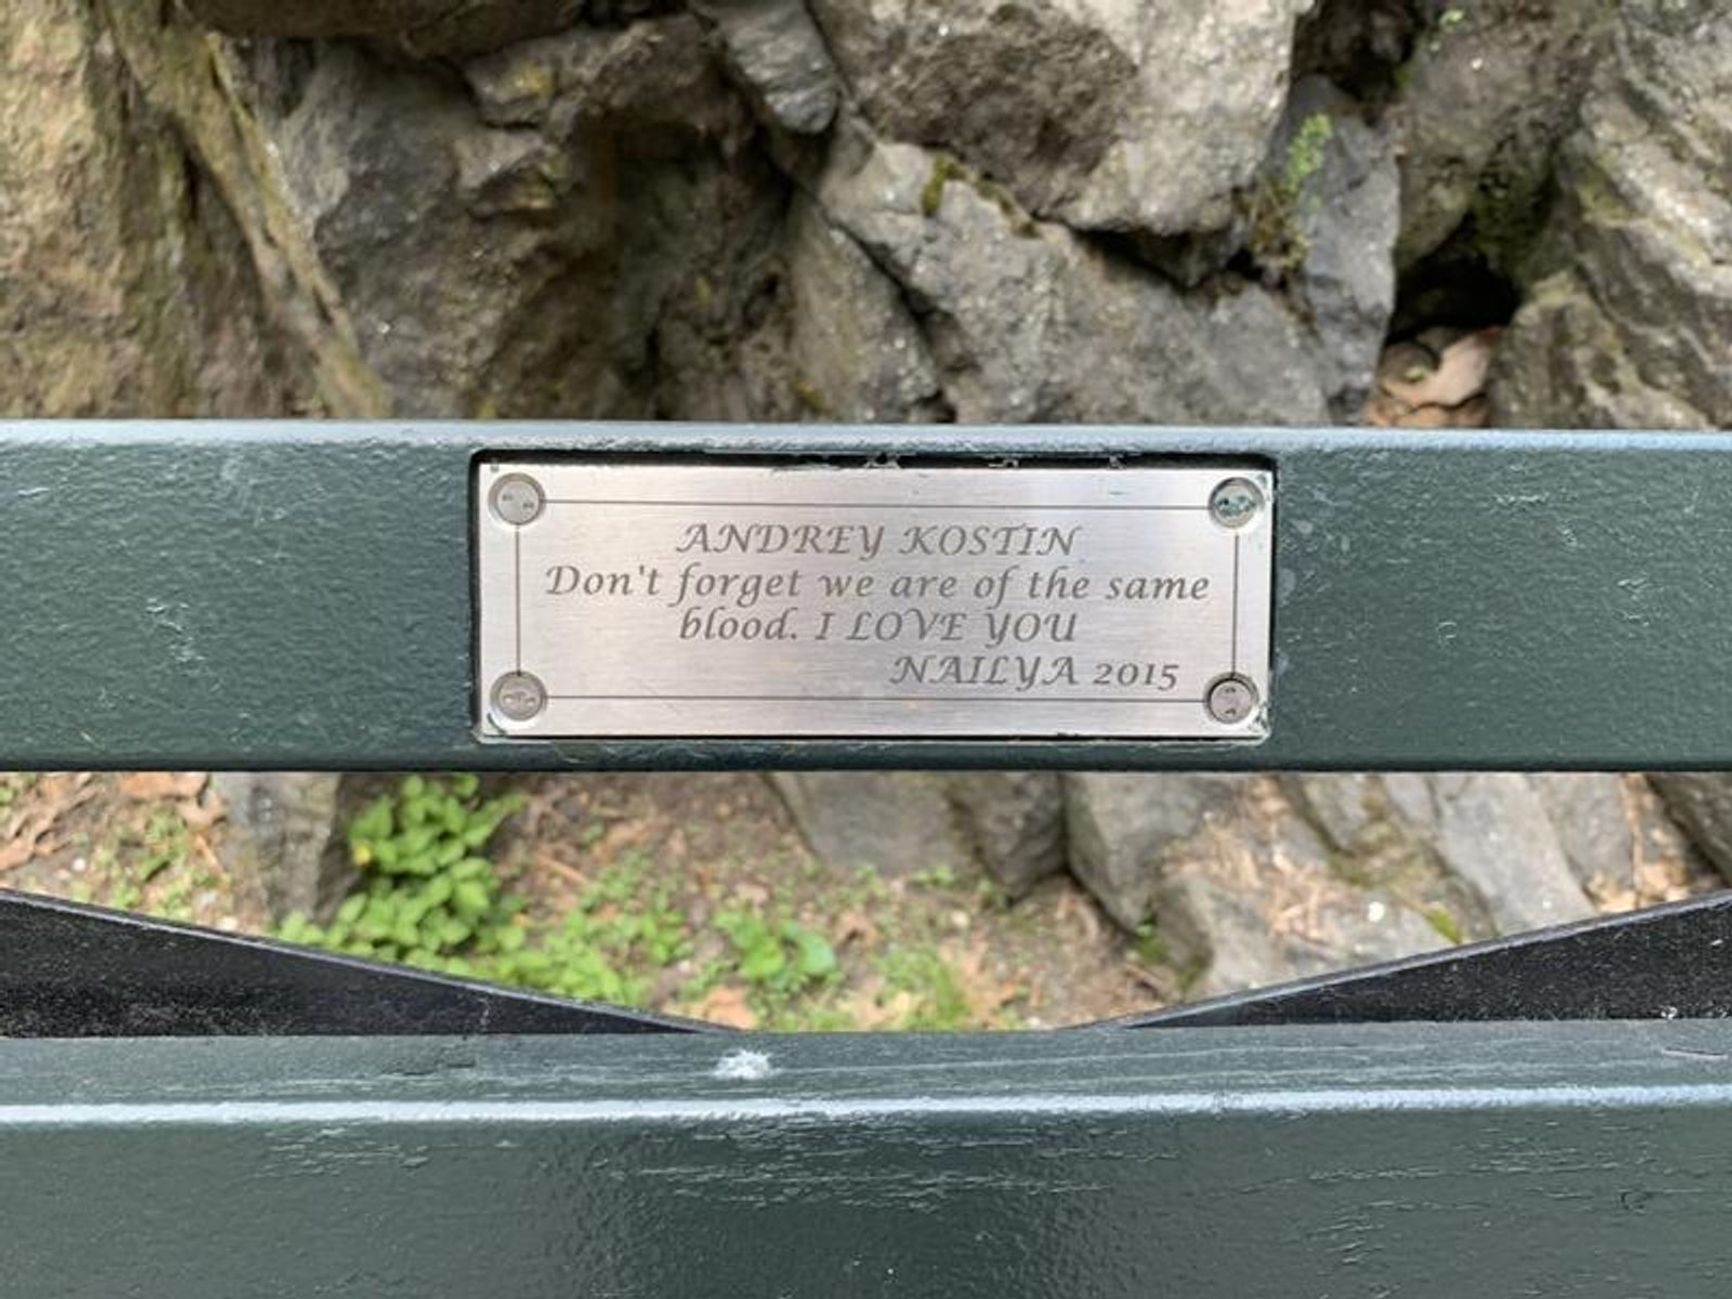 ANDREY KOSTIN
Don't forget we are of the same
blood. I LOVE YOU
NAILYA 2015